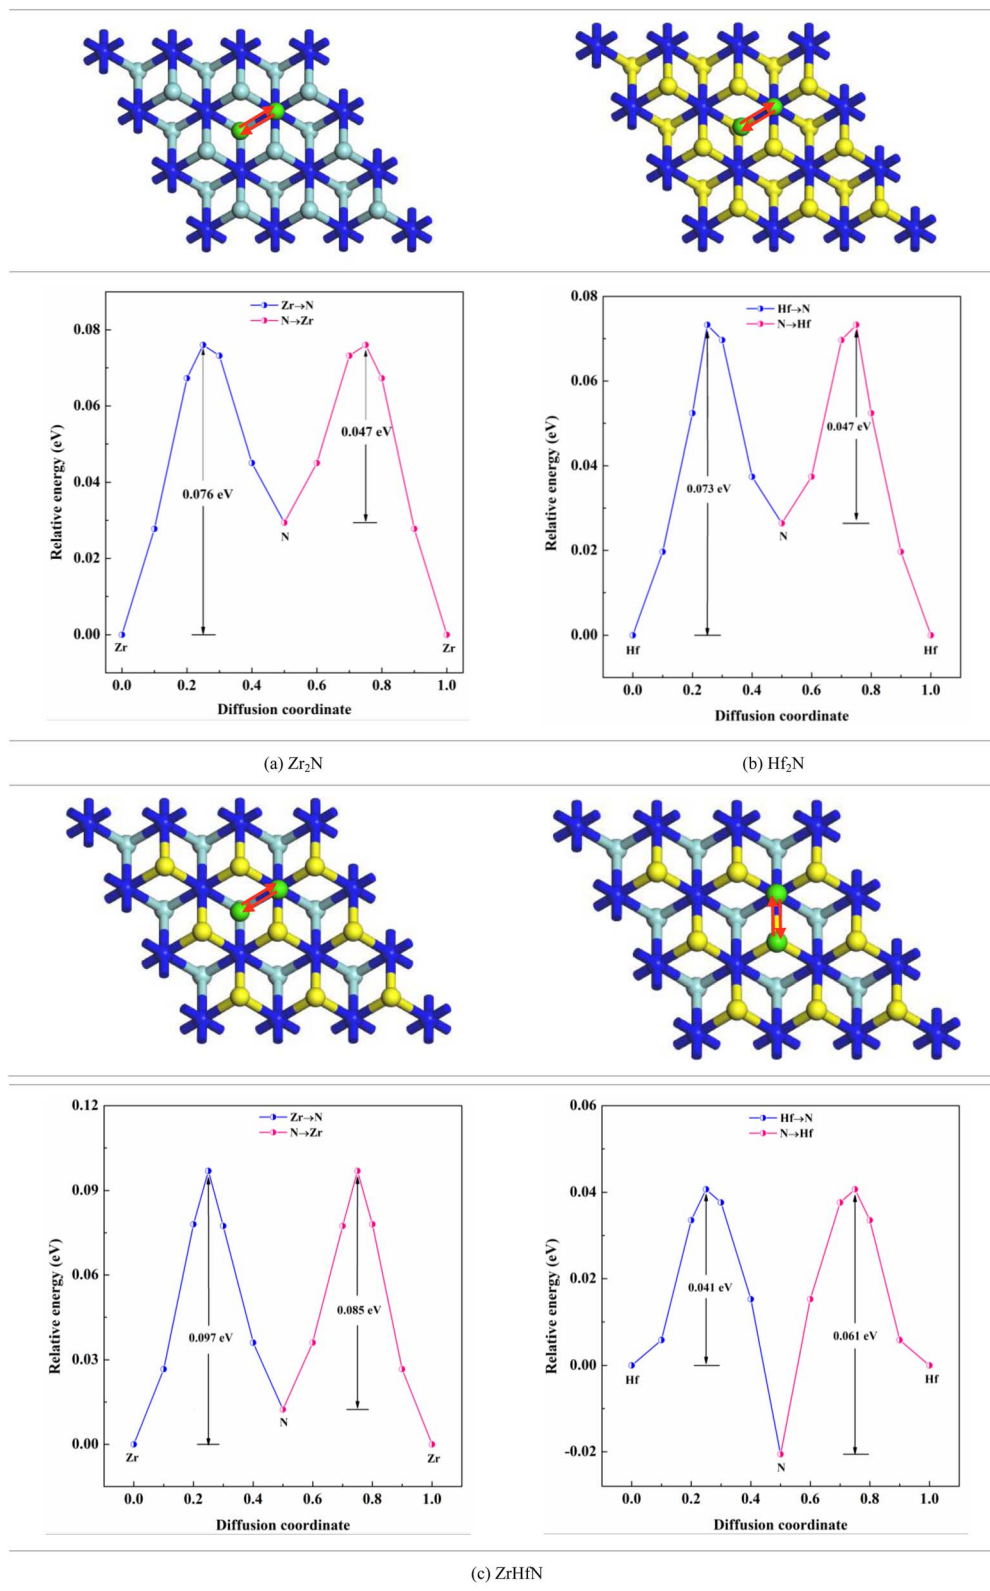 Zr→N
N→Zr
0.08
0.06
0.04
0.02
0.00
Relative energy (eV)
0.076 eV
0.047 eV
N
Zr
Zr
0.0 0.2 0.4 0.6 0.8 1.0
Diffusion coordinate
Hf→N
N→Hf
0.08
0.06
0.04
0.02
0.00
Relative energy (eV)
0.073 eV
0.047 eV
N
Hf
Hf
0.0 0.2 0.4 0.6 0.8 1.0
Diffusion coordinate
(a) Zr₂N
(b) Hf₂N
Zr→N
N→Zr
0.12
0.09
0.06
0.03
0.00
Relative energy (eV)
0.097 eV
0.085 eV
N
Zr
Zr
0.0 0.2 0.4 0.6 0.8 1.0
Diffusion coordinate
Hf→N
N→Hf
0.06
0.04
0.02
0.00
-0.02
Relative energy (eV)
0.041 eV
0.061 eV
Hf
Hf
N
0.0 0.2 0.4 0.6 0.8 1.0
Diffusion coordinate
(c) ZrHfN